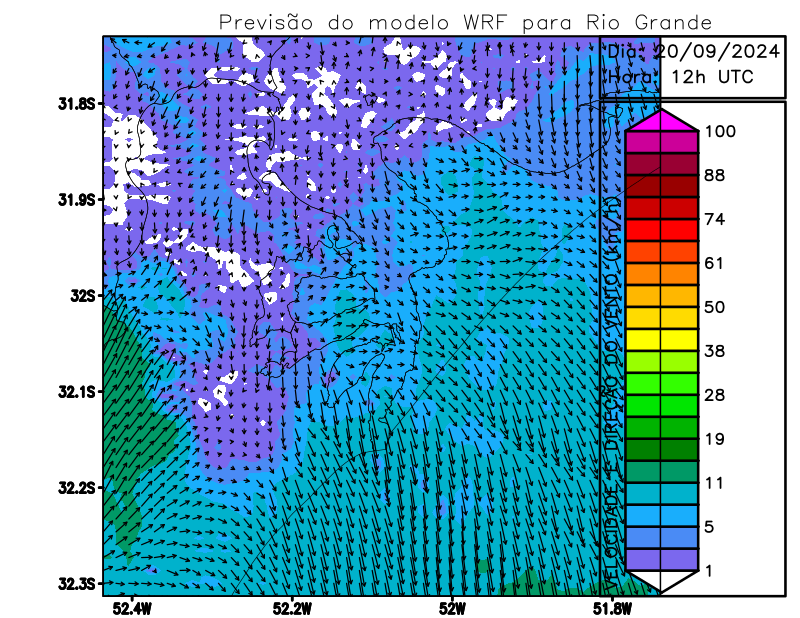 Previsão do modelo WRF para Rio Grande
Dia: 20/09/2024
Hora: 12h UTC
31.8S
31.9S
32S
32.1S
32.2S
32.3S
52.4W
52.2W
52W
51.8W
VELOCIDADE E DIREÇÃO DO VENTO (Km/h)
100
88
74
61
50
38
28
19
11
5
1